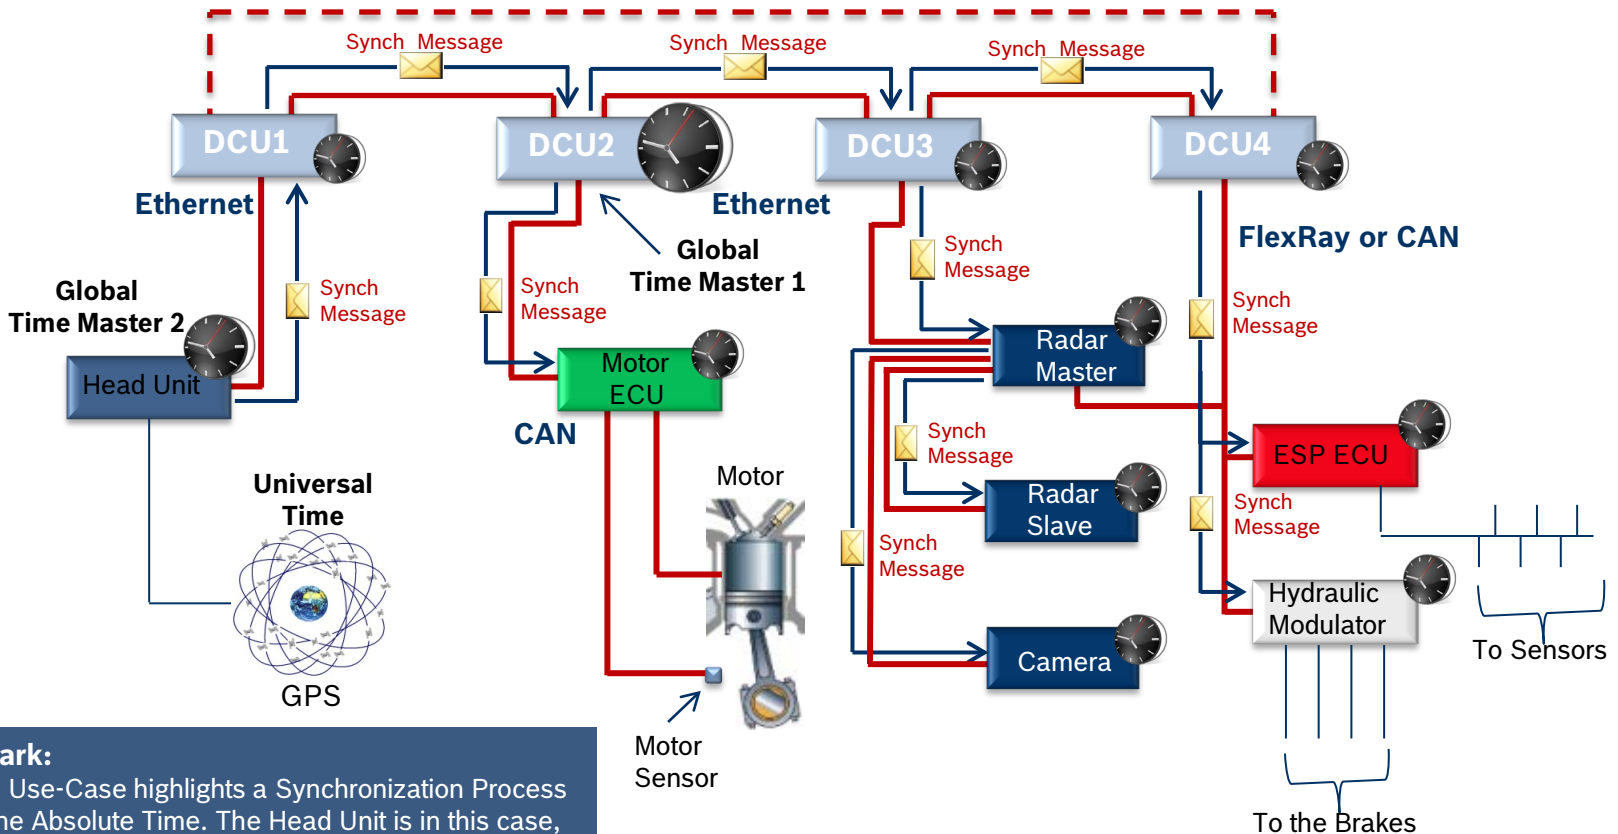 Synch Message
Synch Message
Synch Message
DCU1
DCU2
DCU3
DCU4
Ethernet
Ethernet
FlexRay or CAN
Global
Time Master 1
Synch
Message
Global
Time Master 2
Synch
Message
Synch
Message
Synch
Message
Head Unit
Motor
ECU
Radar
Master
CAN
Synch
Message
ESP ECU
Motor
Universal
Time
Radar
Slave
Synch
Message
Synch
Message
Hydraulic
Modulator
To Sensors
Camera
GPS
Motor
Sensor
To the Brakes
ark:
Use-Case highlights a Synchronization Process
ne Absolute Time. The Head Unit is in this case,